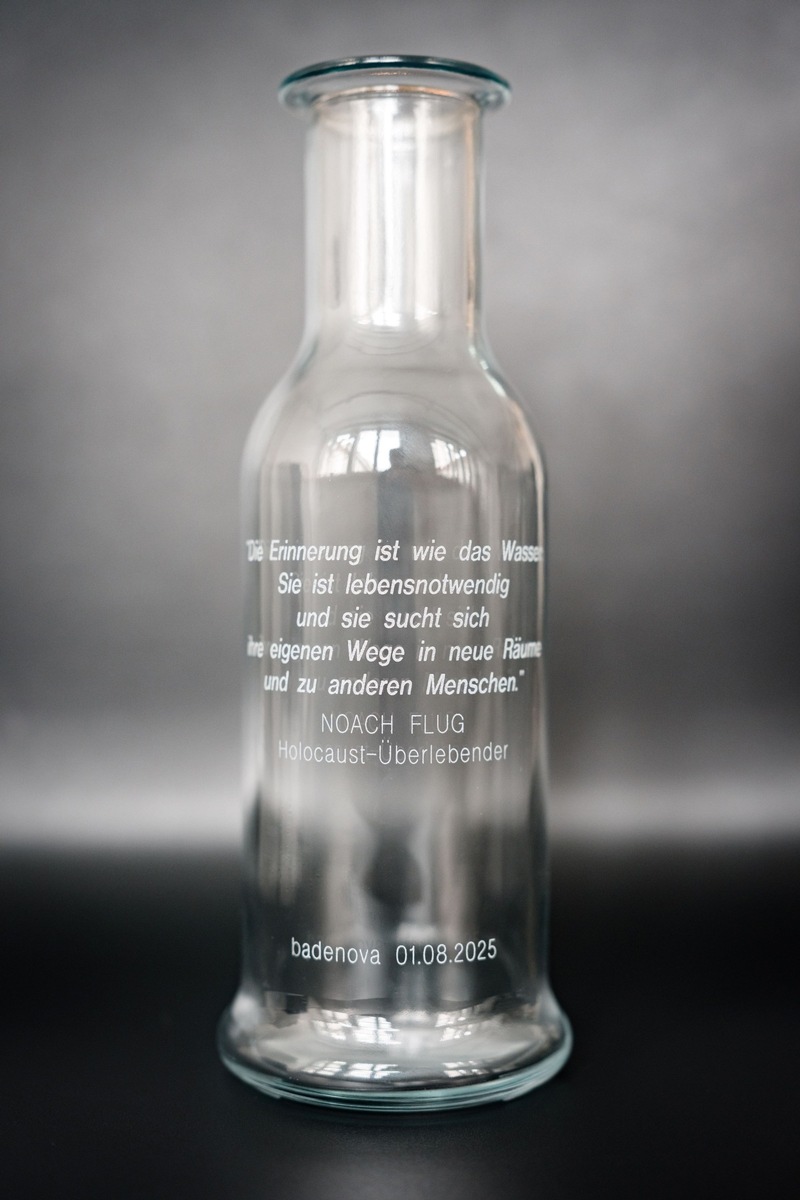 "Die Erinnerung ist wie das Wasser:
Sie ist lebensnotwendig
und sie sucht sich
ihre eigenen Wege in neue Räume
und zu anderen Menschen."
NOACH FLUG
Holocaust-Überlebender
badenova 01.08.2025